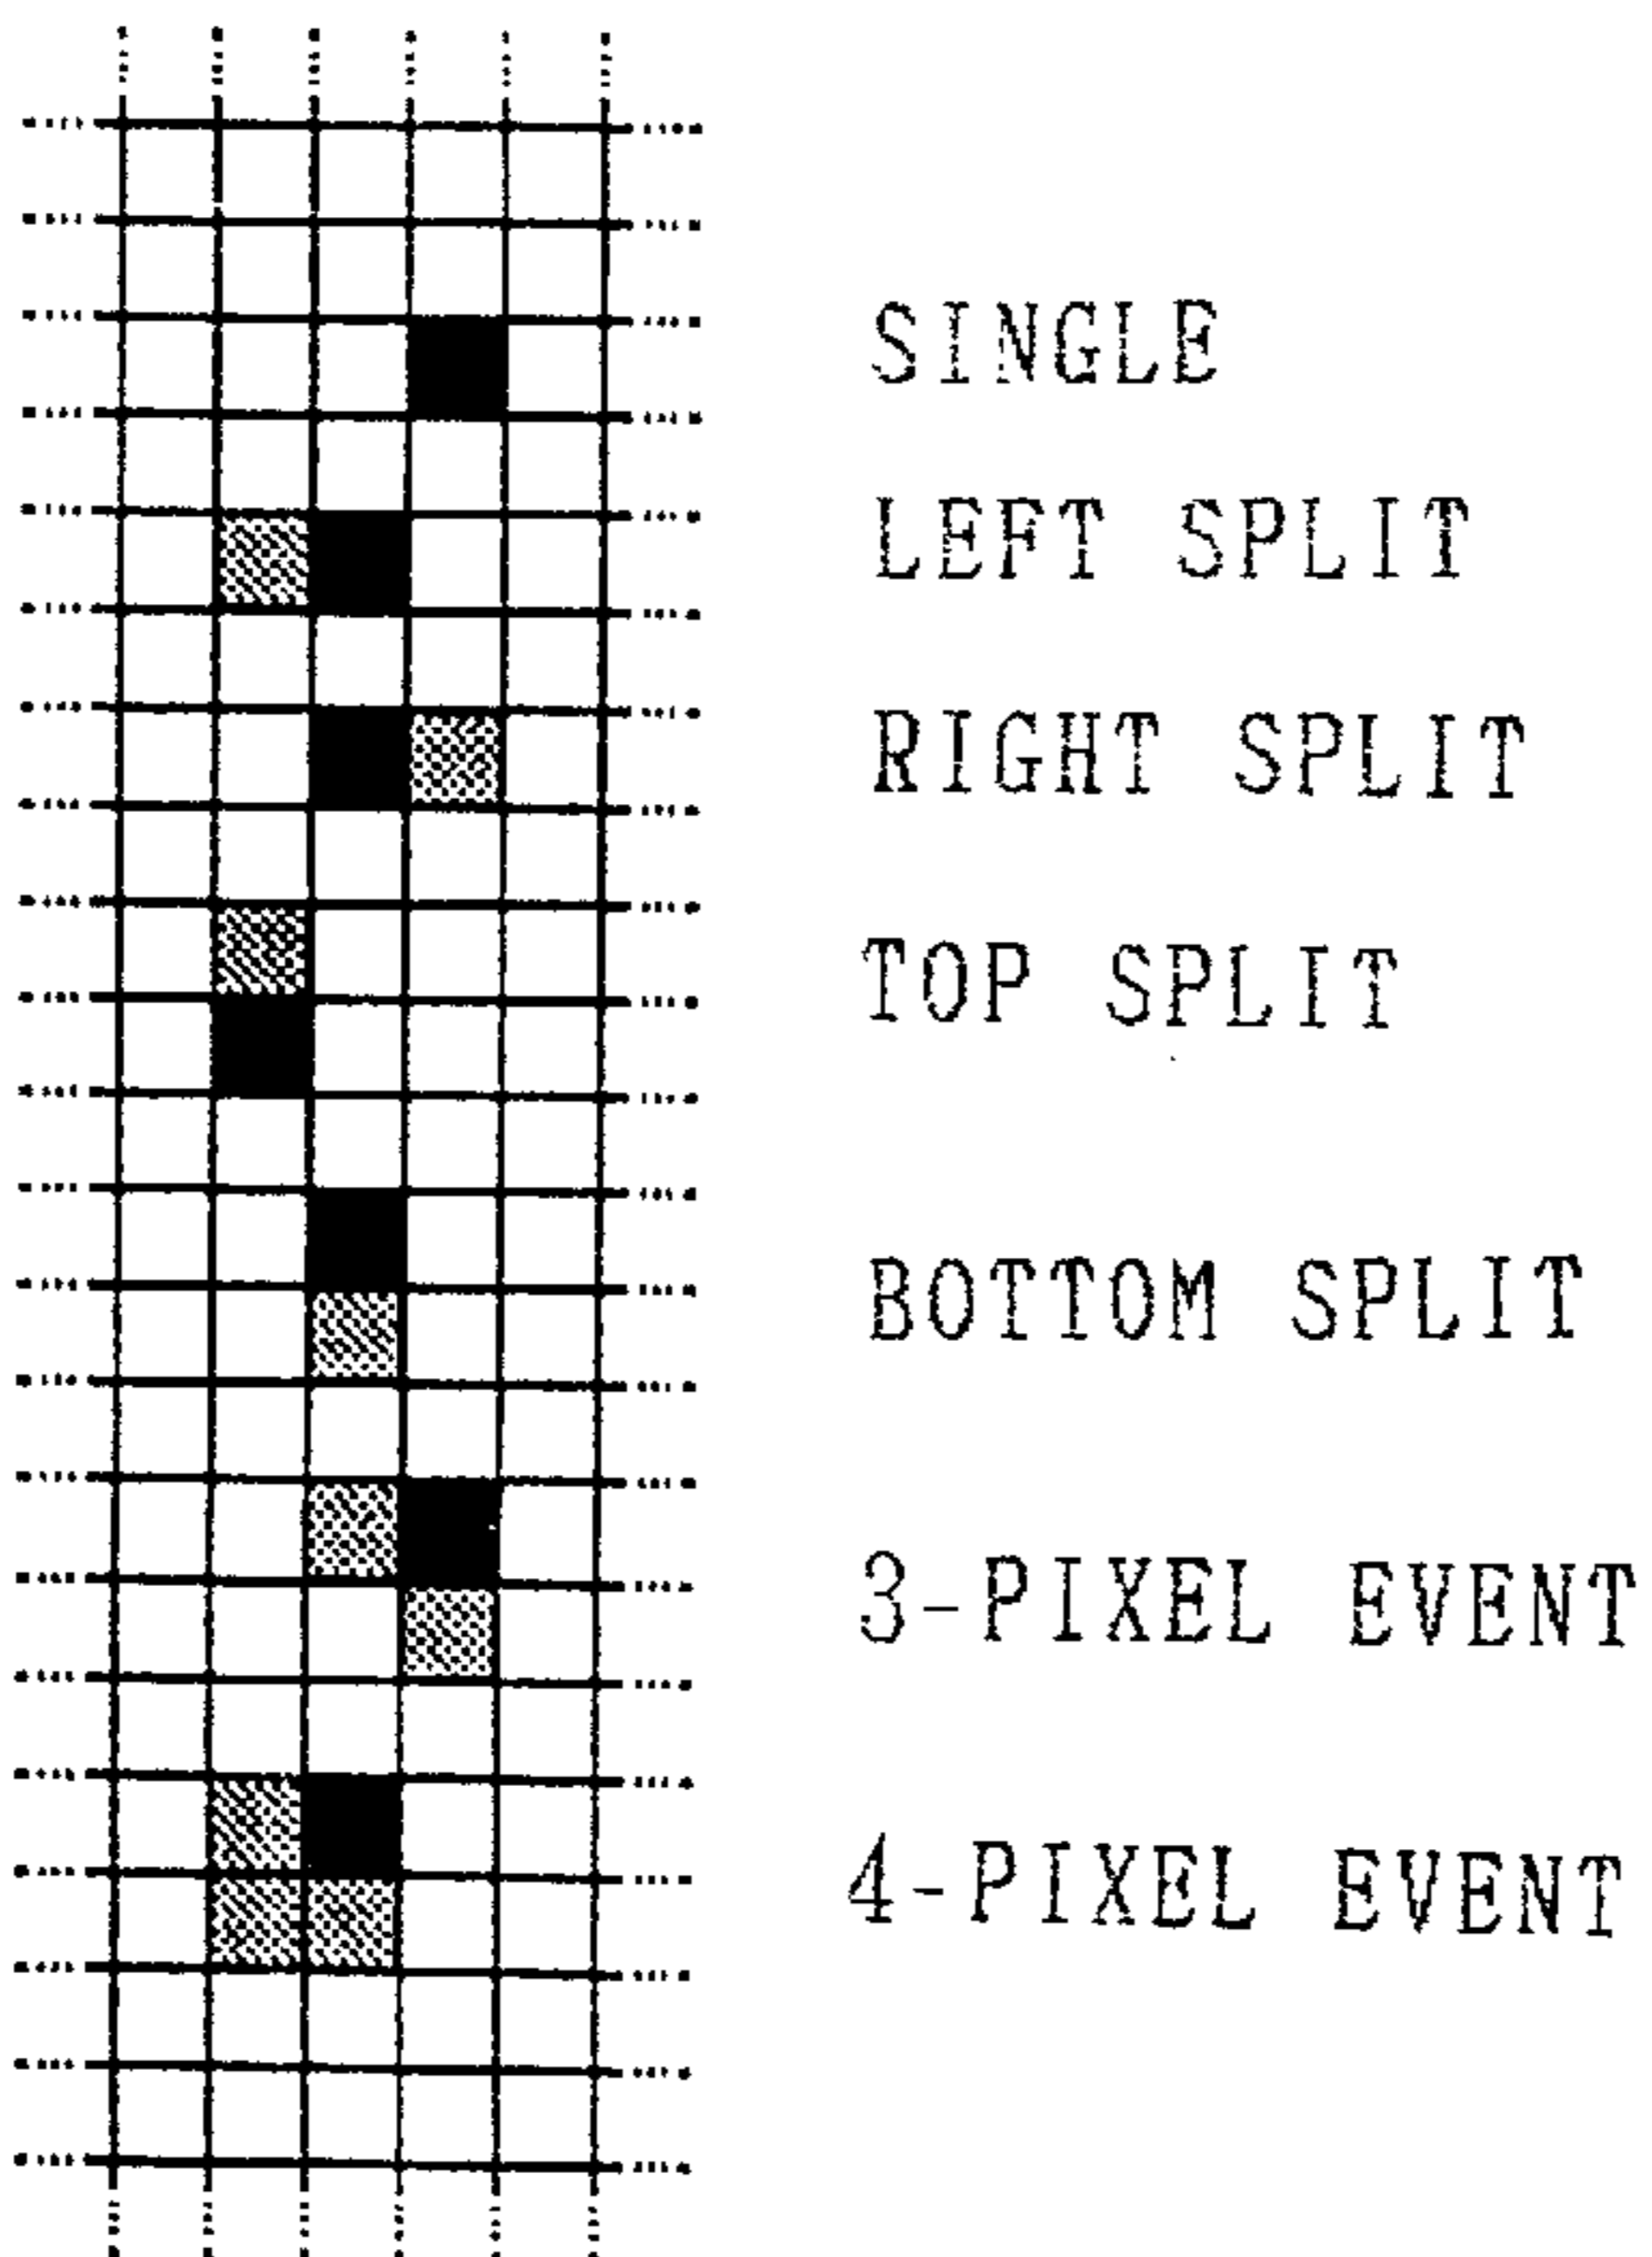 SINGLE
LEFT SPLIT
RIGHT SPLIT
TOP SPLIT
BOTTOM SPLIT
3-PIXEL EVENT
4-PIXEL EVENT